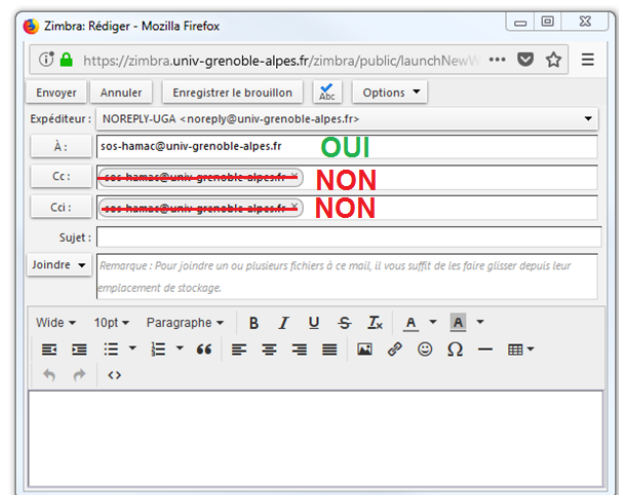 Zimbra: Rédiger - Mozilla Firefox
https://zimbra.univ-grenoble-alpes.fr/zimbra/public/launchNewW
Envoyer Annuler Enregistrer le brouillon Abc Options
Expéditeur : NOREPLY-UGA <noreply@univ-grenoble-alpes.fr>
À : sos-hamac@univ-grenoble-alpes.fr OUI
Cc : sos-hamac@univ-grenoble-alpes.fr NON
Cci : sos-hamac@univ-grenoble-alpes.fr NON
Sujet :
Joindre Remarque : Pour joindre un ou plusieurs fichiers à ce mail, il vous suffit de les faire glisser depuis leur
emplacement de stockage.
Wide 10pt Paragraphe B I U S Tx A A